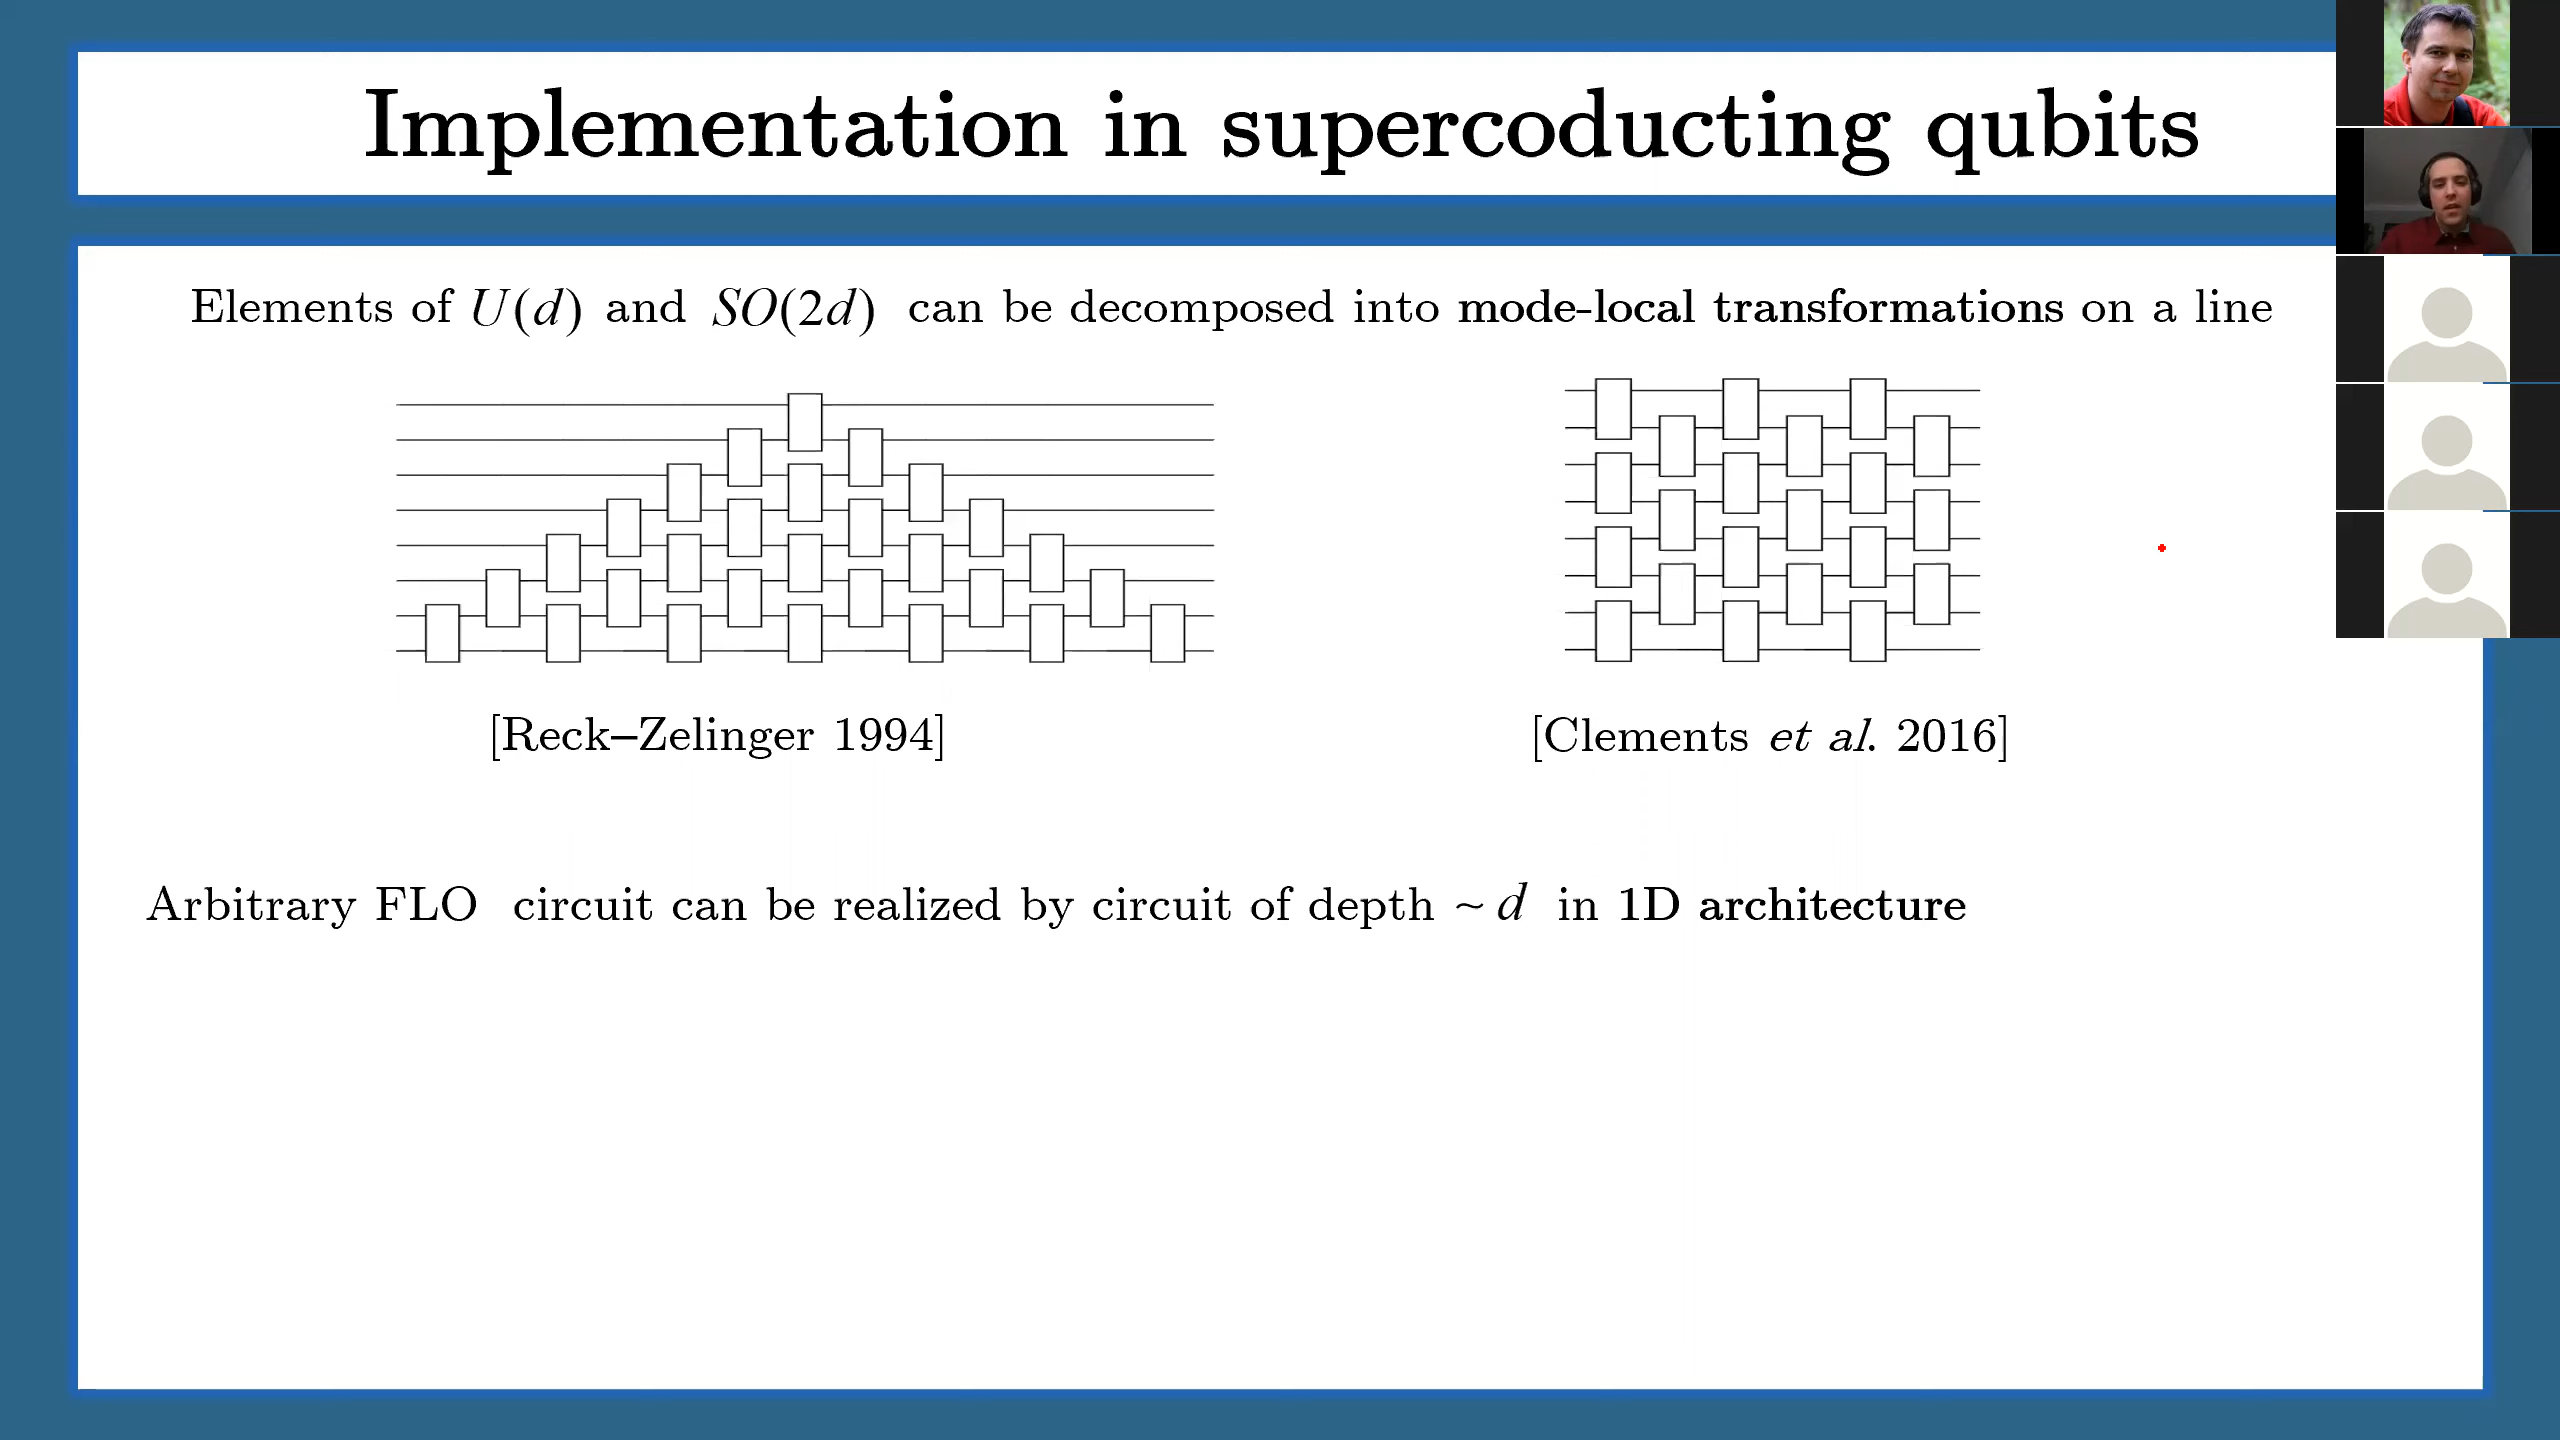 Implementation in supercoducting qubits
Elements of U(d) and SO(2d) can be decomposed into mode-local transformations on a line
[Reck–Zelinger 1994]
[Clements et al. 2016]
Arbitrary FLO circuit can be realized by circuit of depth ~ d in 1D architecture